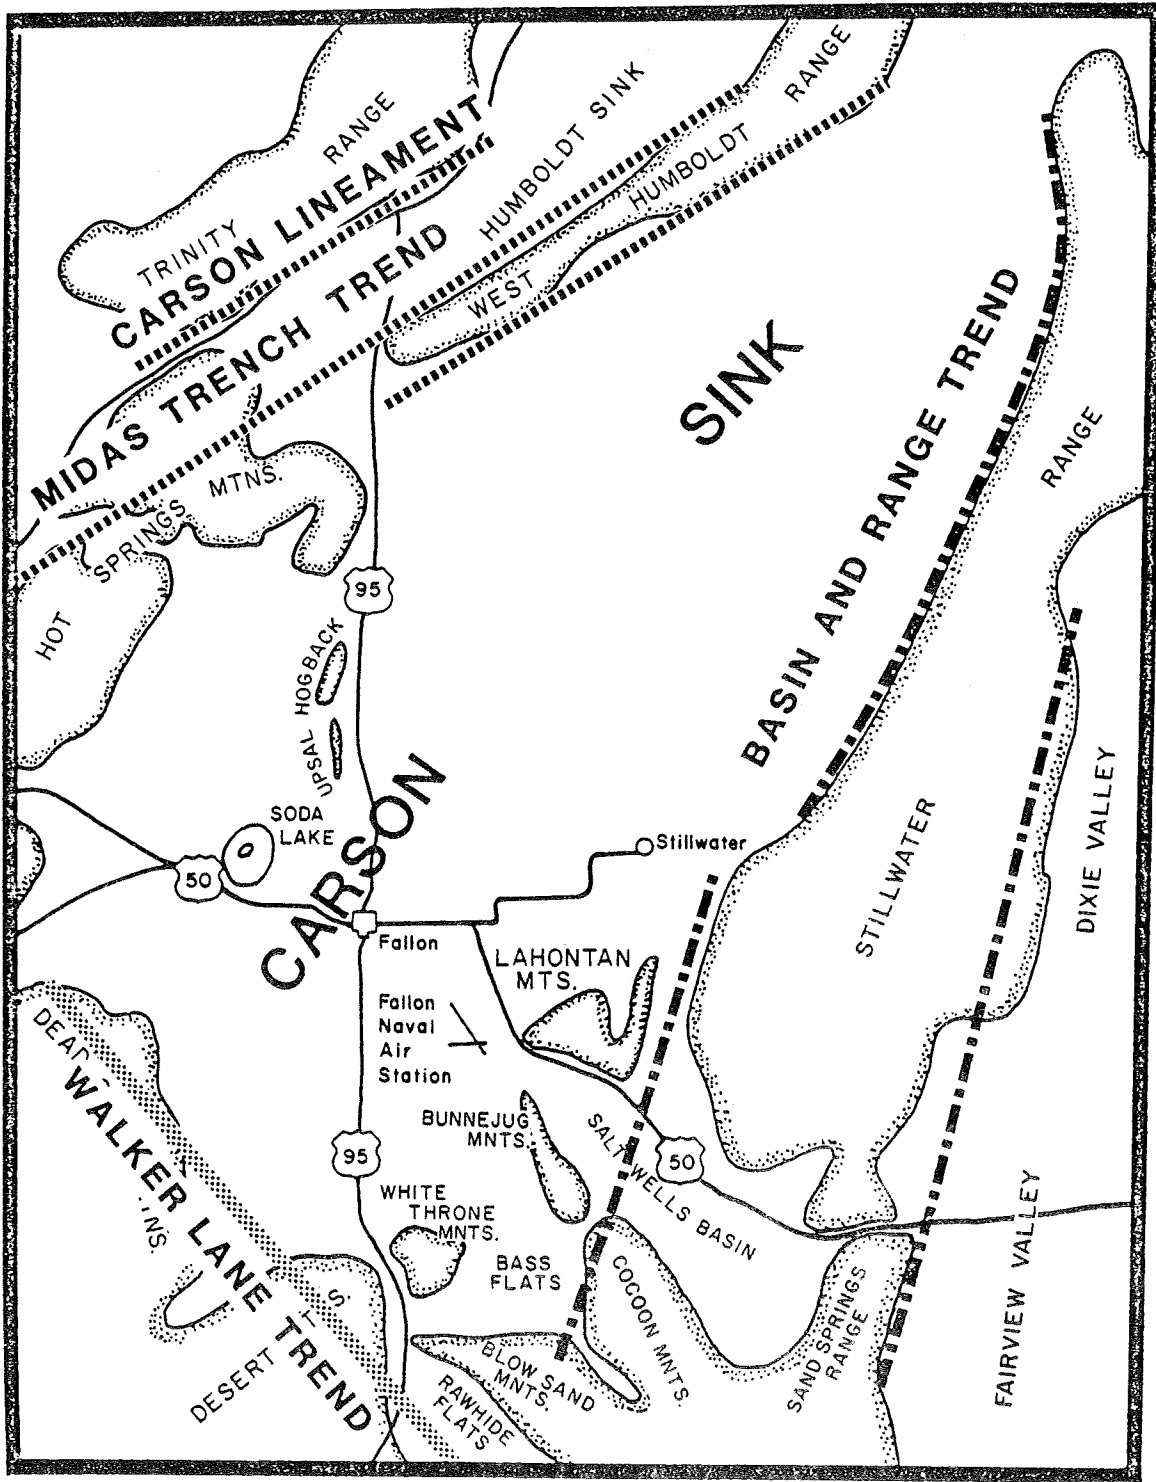 TRINITY
RANGE
CARSON LINEAMENT
MIDAS TRENCH TREND
HUMBOLDT SINK
WEST
HUMBOLDT
RANGE
HOT
SPRINGS
MTNS.
95
SINK
BASIN AND RANGE TREND
RANGE
STILLWATER
DIXIE VALLEY
UPSAL HOGBACK
SODA
LAKE
50
CARSON
Stillwater
Fallon
LAHONTAN
MTS.
Fallon
Naval
Air
Station
DEAD
WALKER LANE TREND
BUNNEJUG
MNTS.
SALT WELLS BASIN
50
95
WHITE
THRONE
MNTS.
BASS
FLATS
COCOON MNTS.
SAND SPRINGS
RANGE
FAIRVIEW VALLEY
DESERT
BLOW SAND
MNTS.
RAWHIDE
FLATS